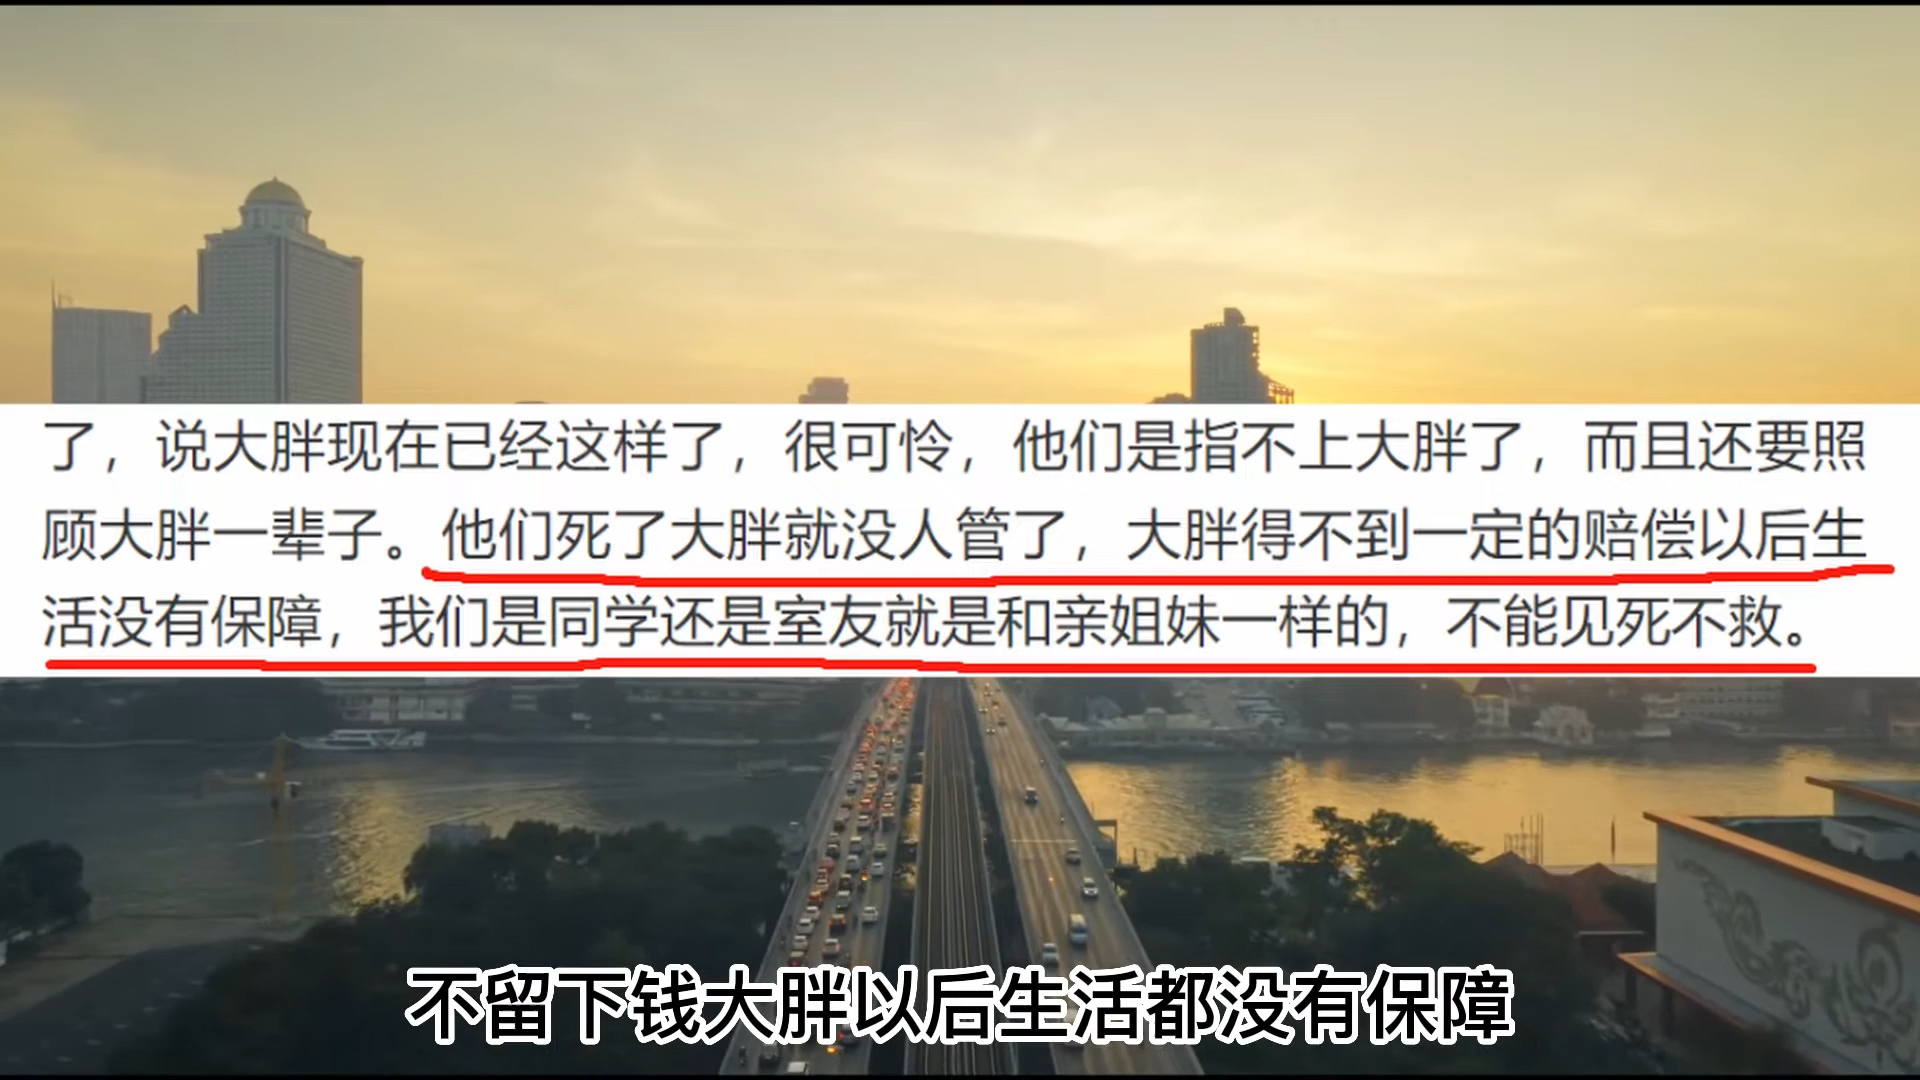 了，说大胖现在已经这样了，很可怜，他们是指不上大胖了，而且还要照
顾大胖一辈子。他们死了大胖就没人管了，大胖得不到一定的赔偿以后生
活没有保障，我们是同学还是室友就是和亲姐妹一样的，不能见死不救。
不留下钱大胖以后生活都没有保障